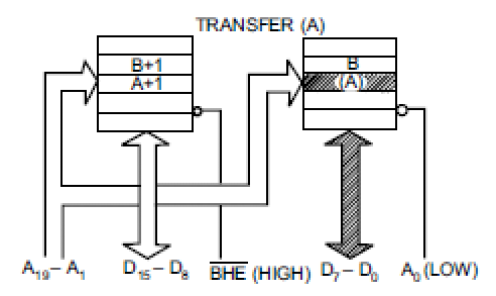 TRANSFER (A)
B+1
A+1
B
(A)
A19 – A1
D15 – D8
BHE (HIGH)
D7 – D0
A0 (LOW)